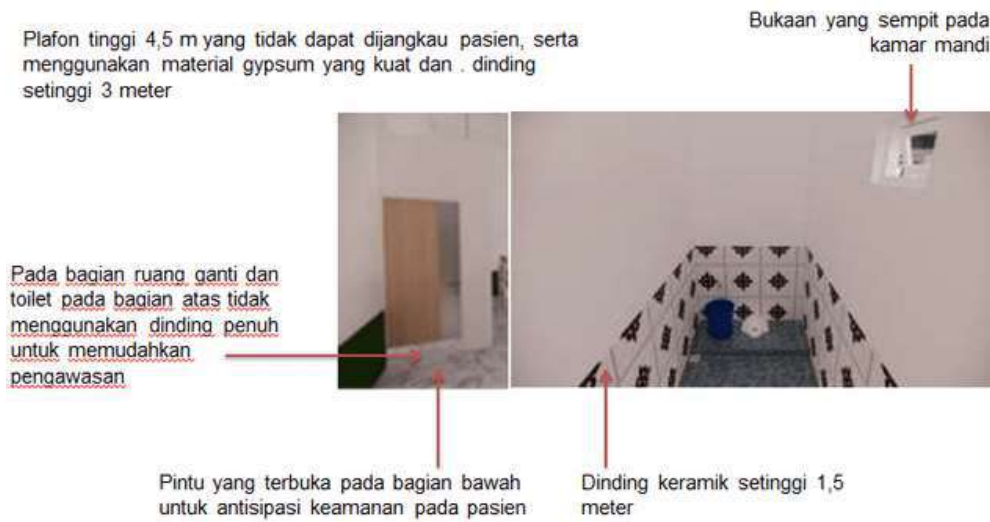 Plafon tinggi 4,5 m yang tidak dapat dijangkau pasien, serta
menggunakan material gypsum yang kuat dan . dinding
setinggi 3 meter
Bukaan yang sempit pada
kamar mandi
Pada bagian ruang ganti dan
toilet pada bagian atas tidak
menggunakan dinding penuh
untuk memudahkan
pengawasan
Pintu yang terbuka pada bagian bawah
untuk antisipasi keamanan pada pasien
Dinding keramik setinggi 1,5
meter